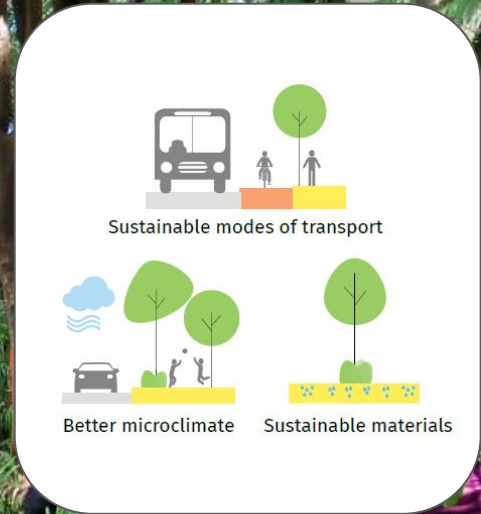 Sustainable modes of transport
Better microclimate
Sustainable materials